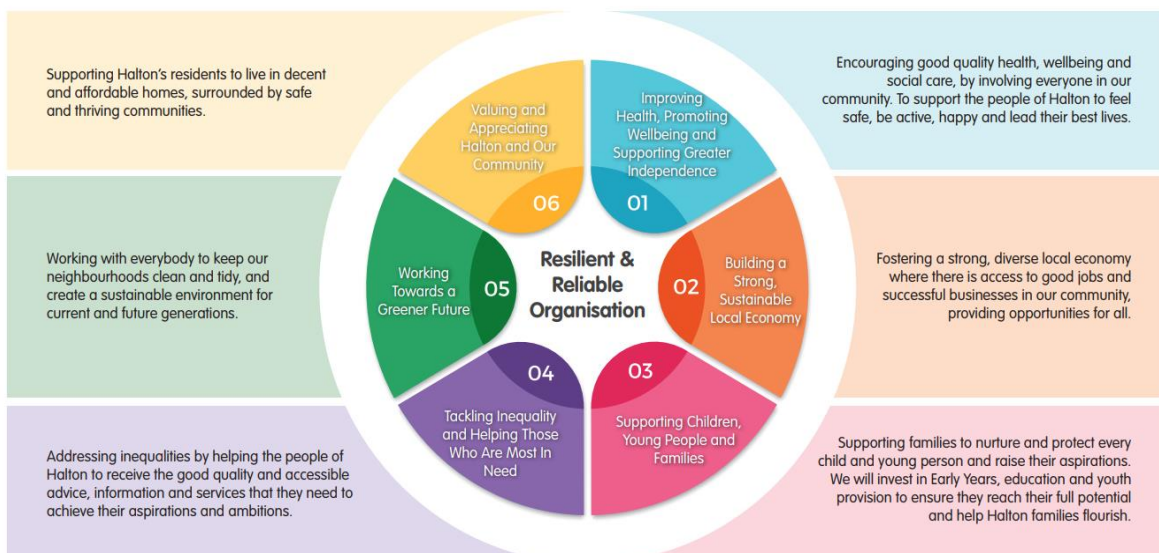 Supporting Halton's residents to live in decent
and affordable homes, surrounded by safe
and thriving communities.
Valuing and
Appreciating
Halton and Our
Community
06
Improving
Health, Promoting
Wellbeing and
Supporting Greater
Independence
01
Encouraging good quality health, wellbeing and
social care, by involving everyone in our
community. To support the people of Halton to feel
safe, be active, happy and lead their best lives.
Working with everybody to keep our
neighbourhoods clean and tidy, and
create a sustainable environment for
current and future generations.
Working
Towards a
Greener Future
05
Resilient &
Reliable
Organisation
02
Building a
Strong,
Sustainable
Local Economy
Fostering a strong, diverse local economy
where there is access to good jobs and
successful businesses in our community,
providing opportunities for all.
Addressing inequalities by helping the people of
Halton to receive the good quality and accessible
advice, information and services that they need to
achieve their aspirations and ambitions.
04
Tackling Inequality
and Helping Those
Who Are Most In
Need
03
Supporting Children,
Young People and
Families
Supporting families to nurture and protect every
child and young person and raise their aspirations.
We will invest in Early Years, education and youth
provision to ensure they reach their full potential
and help Halton families flourish.